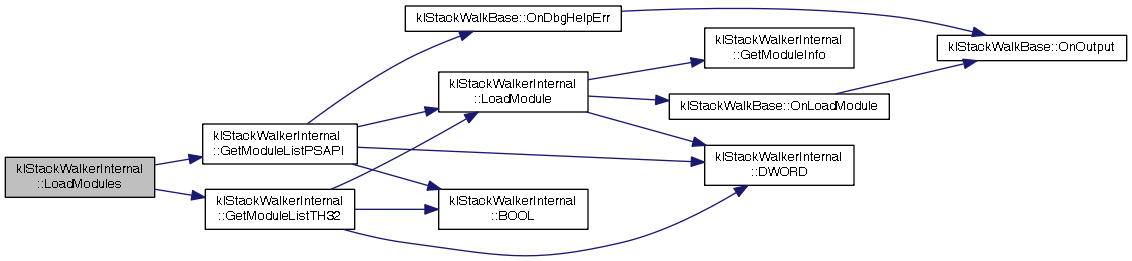 klStackWalkerInternal
::LoadModules
klStackWalkerInternal
::GetModuleListPSAPI
klStackWalkerInternal
::GetModuleListTH32
klStackWalkBase::OnDbgHelpErr
klStackWalkerInternal
::LoadModule
klStackWalkerInternal
::BOOL
klStackWalkerInternal
::GetModuleInfo
klStackWalkBase::OnLoadModule
klStackWalkerInternal
::DWORD
klStackWalkBase::OnOutput